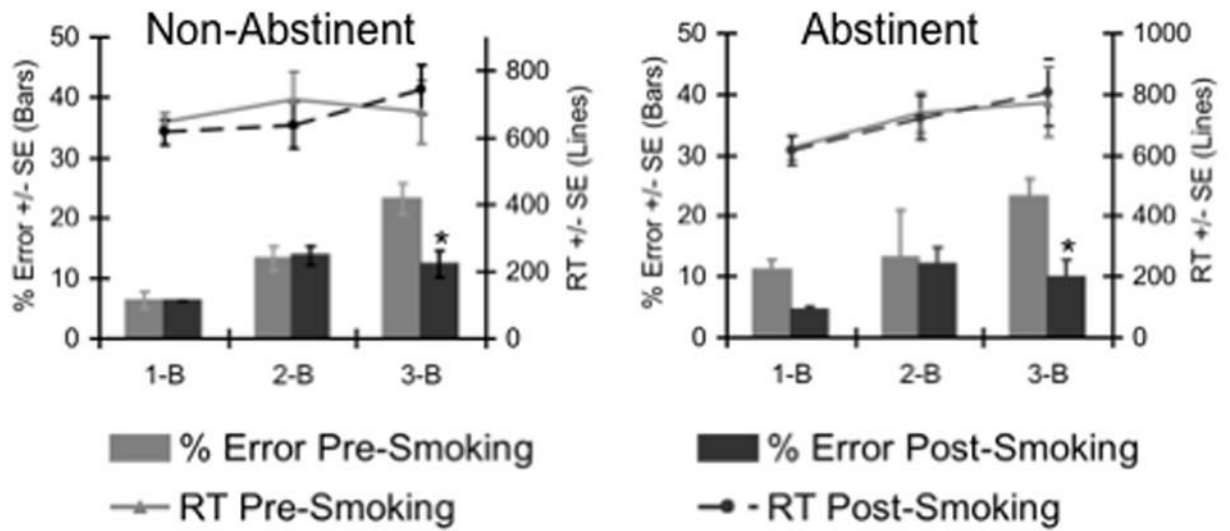 Non-Abstinent
% Error +/- SE (Bars)
50
40
30
20
10
0
800
600
400
200
0
RT +/- SE (Lines)
*
1-B 2-B 3-B
Abstinent
% Error +/- SE (Bars)
50
40
30
20
10
0
1000
800
600
400
200
0
RT +/- SE (Lines)
*
1-B 2-B 3-B
% Error Pre-Smoking
% Error Post-Smoking
RT Pre-Smoking
RT Post-Smoking